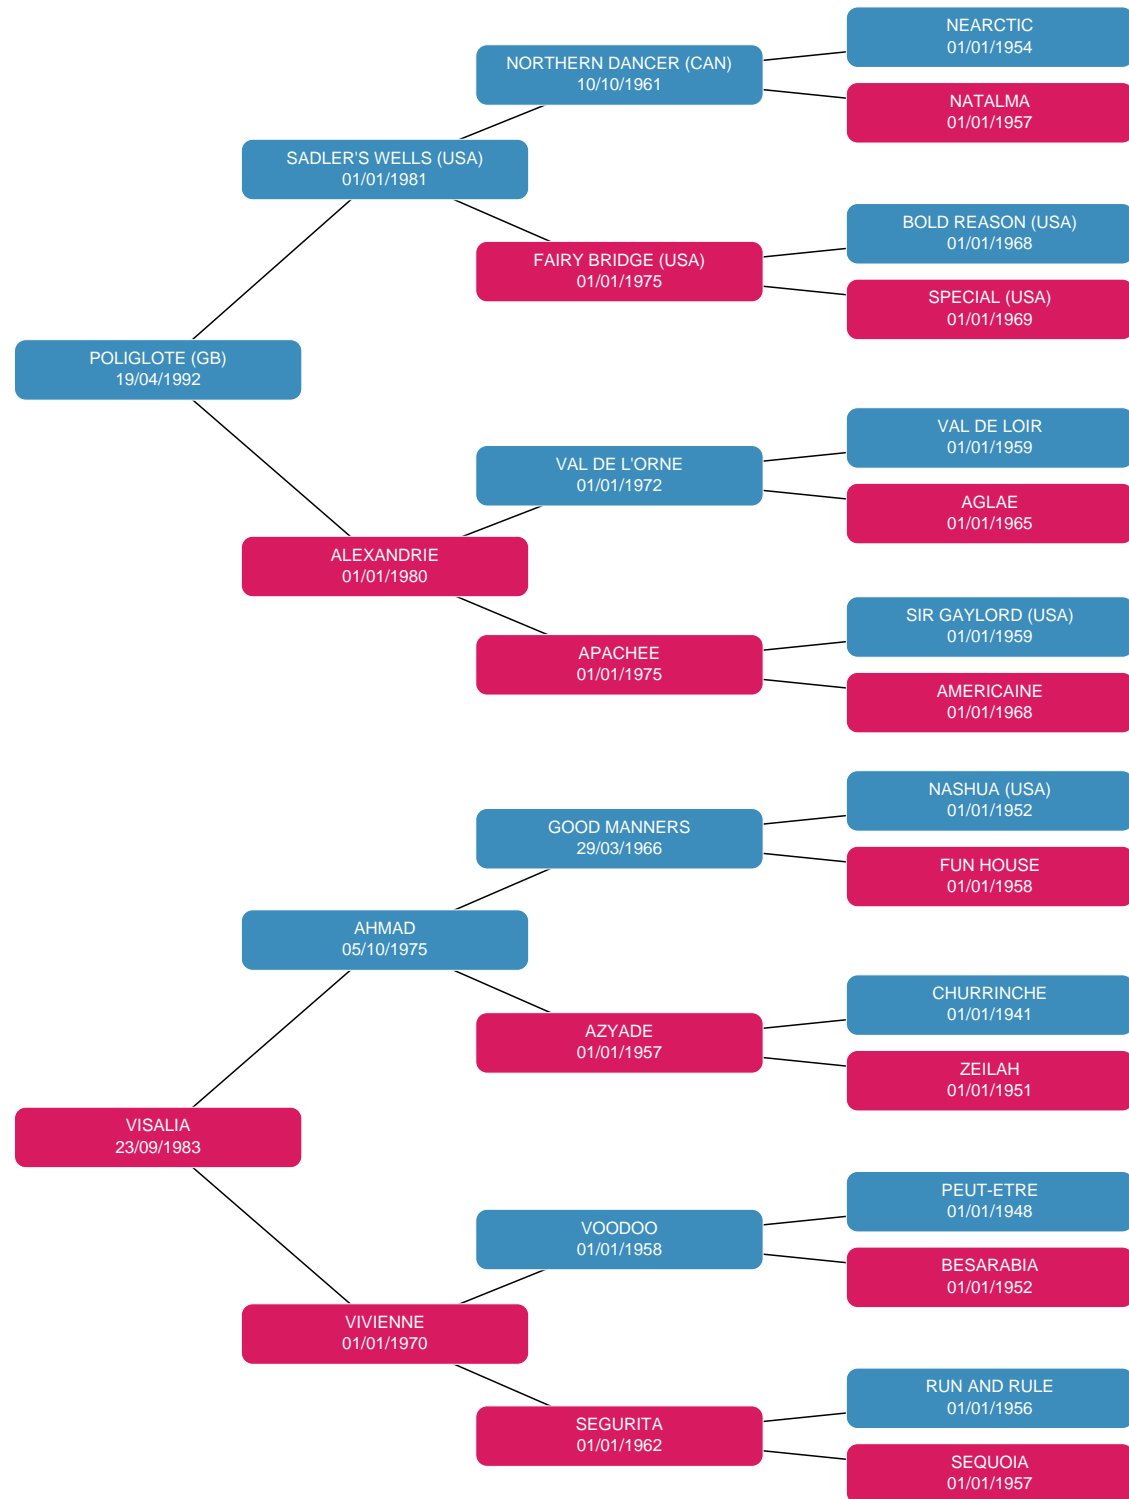 NEARCTIC
01/01/1954
NORTHERN DANCER (CAN)
10/10/1961
NATALMA
01/01/1957
SADLER'S WELLS (USA)
01/01/1981
BOLD REASON (USA)
01/01/1968
FAIRY BRIDGE (USA)
01/01/1975
SPECIAL (USA)
01/01/1969
POLIGLOTE (GB)
19/04/1992
VAL DE LOIR
01/01/1959
VAL DE L'ORNE
01/01/1972
AGLAE
01/01/1965
ALEXANDRIE
01/01/1980
SIR GAYLORD (USA)
01/01/1959
APACHEE
01/01/1975
AMERICAINE
01/01/1968
NASHUA (USA)
01/01/1952
GOOD MANNERS
29/03/1966
FUN HOUSE
01/01/1958
AHMAD
05/10/1975
CHURRINCHE
01/01/1941
AZYADE
01/01/1957
ZEILAH
01/01/1951
VISALIA
23/09/1983
PEUT-ETRE
01/01/1948
VOODOO
01/01/1958
BESARABIA
01/01/1952
VIVIENNE
01/01/1970
RUN AND RULE
01/01/1956
SEGURITA
01/01/1962
SEQUOIA
01/01/1957